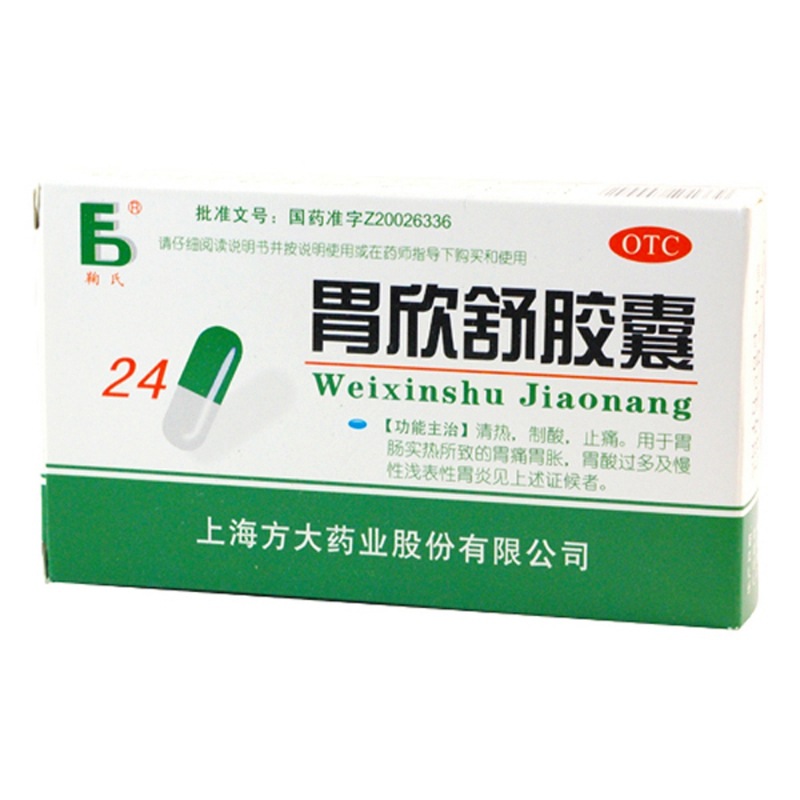 FD®
鞠氏
批准文号：国药准字Z20026336
请仔细阅读说明书并按说明使用或在药师指导下购买和使用
OTC
胃欣舒胶囊
Weixinshu Jiaonang
24
【功能主治】清热，制酸，止痛。用于胃
肠实热所致的胃痛胃胀，胃酸过多及慢
性浅表性胃炎见上述证候者。
上海方大药业股份有限公司